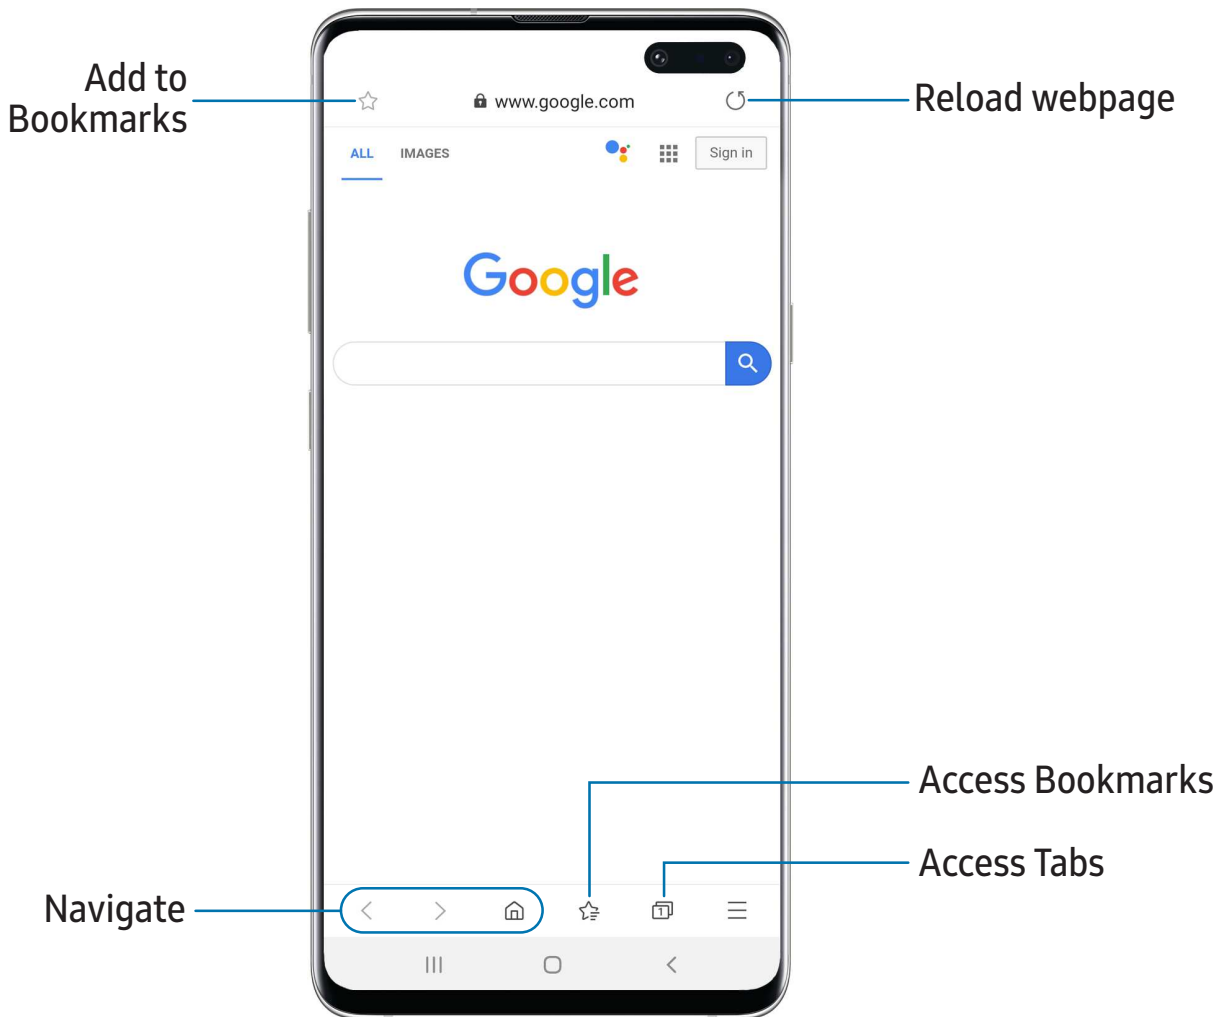 Add to
Bookmarks
www.google.com
Reload webpage
ALL IMAGES
Sign in
Google
Access Bookmarks
Access Tabs
Navigate
1